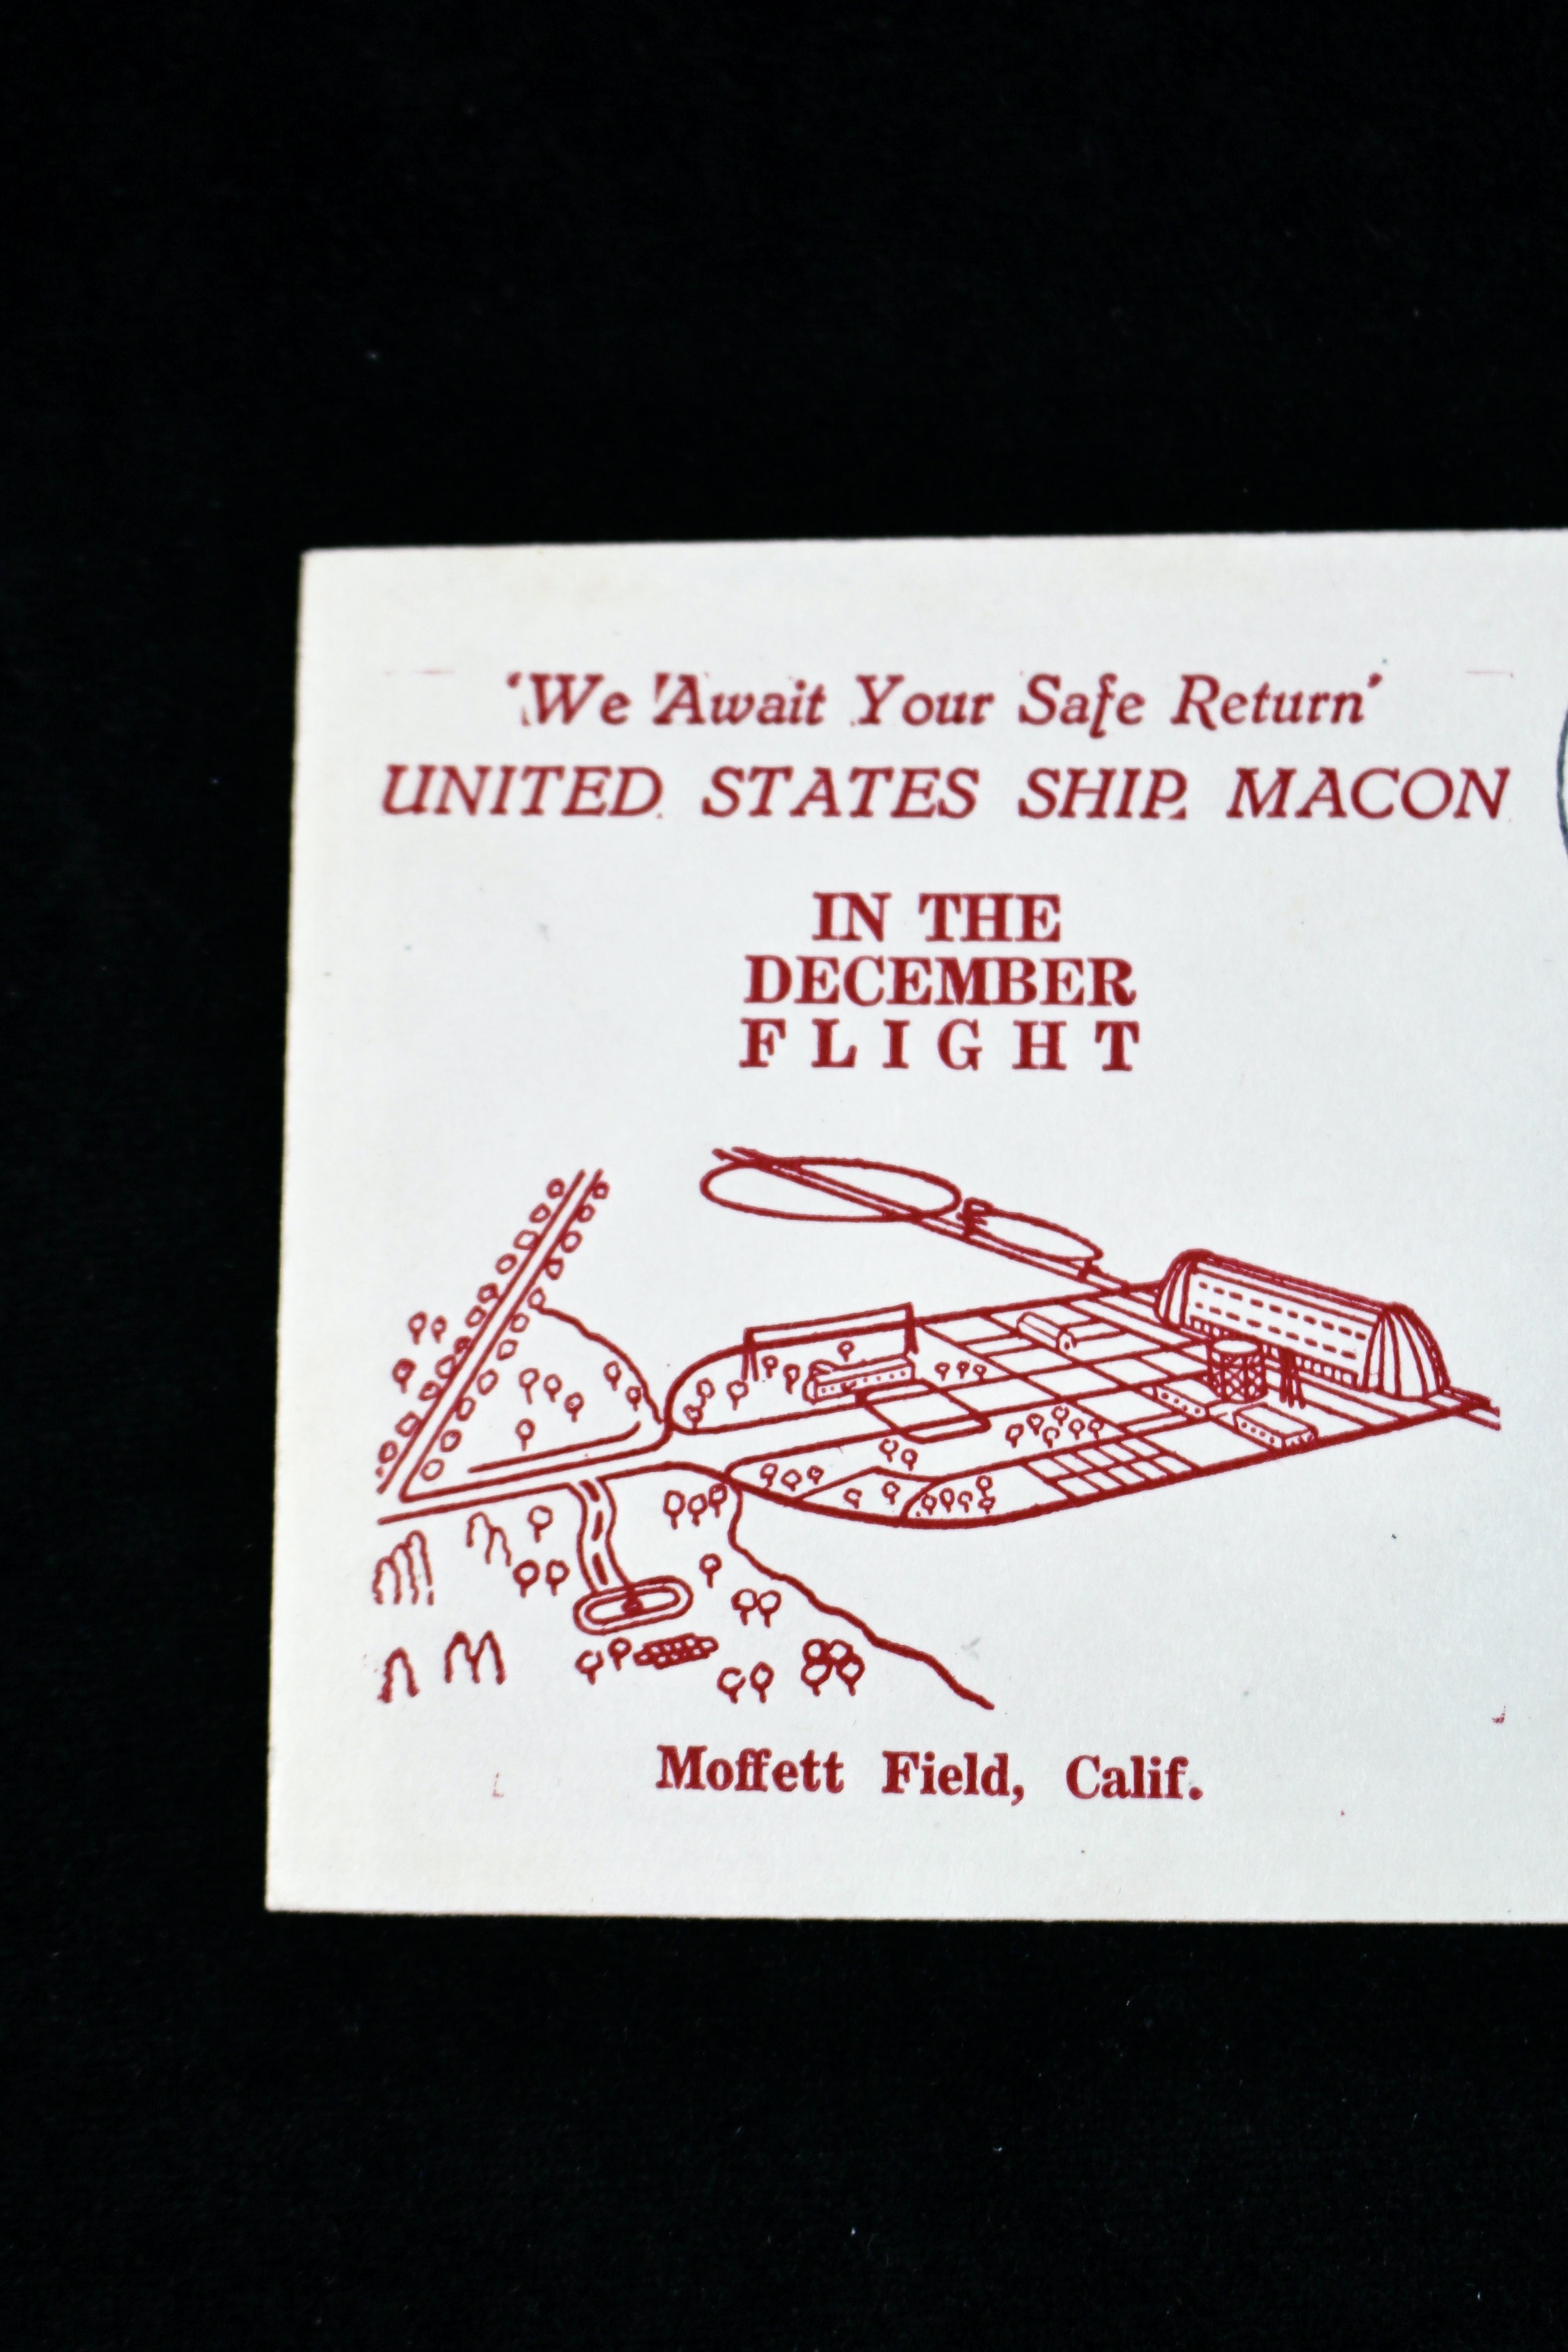 'We Await Your Safe Return'
UNITED STATES SHIP MACON
IN THE
DECEMBER
FLIGHT
Moffett Field, Calif.